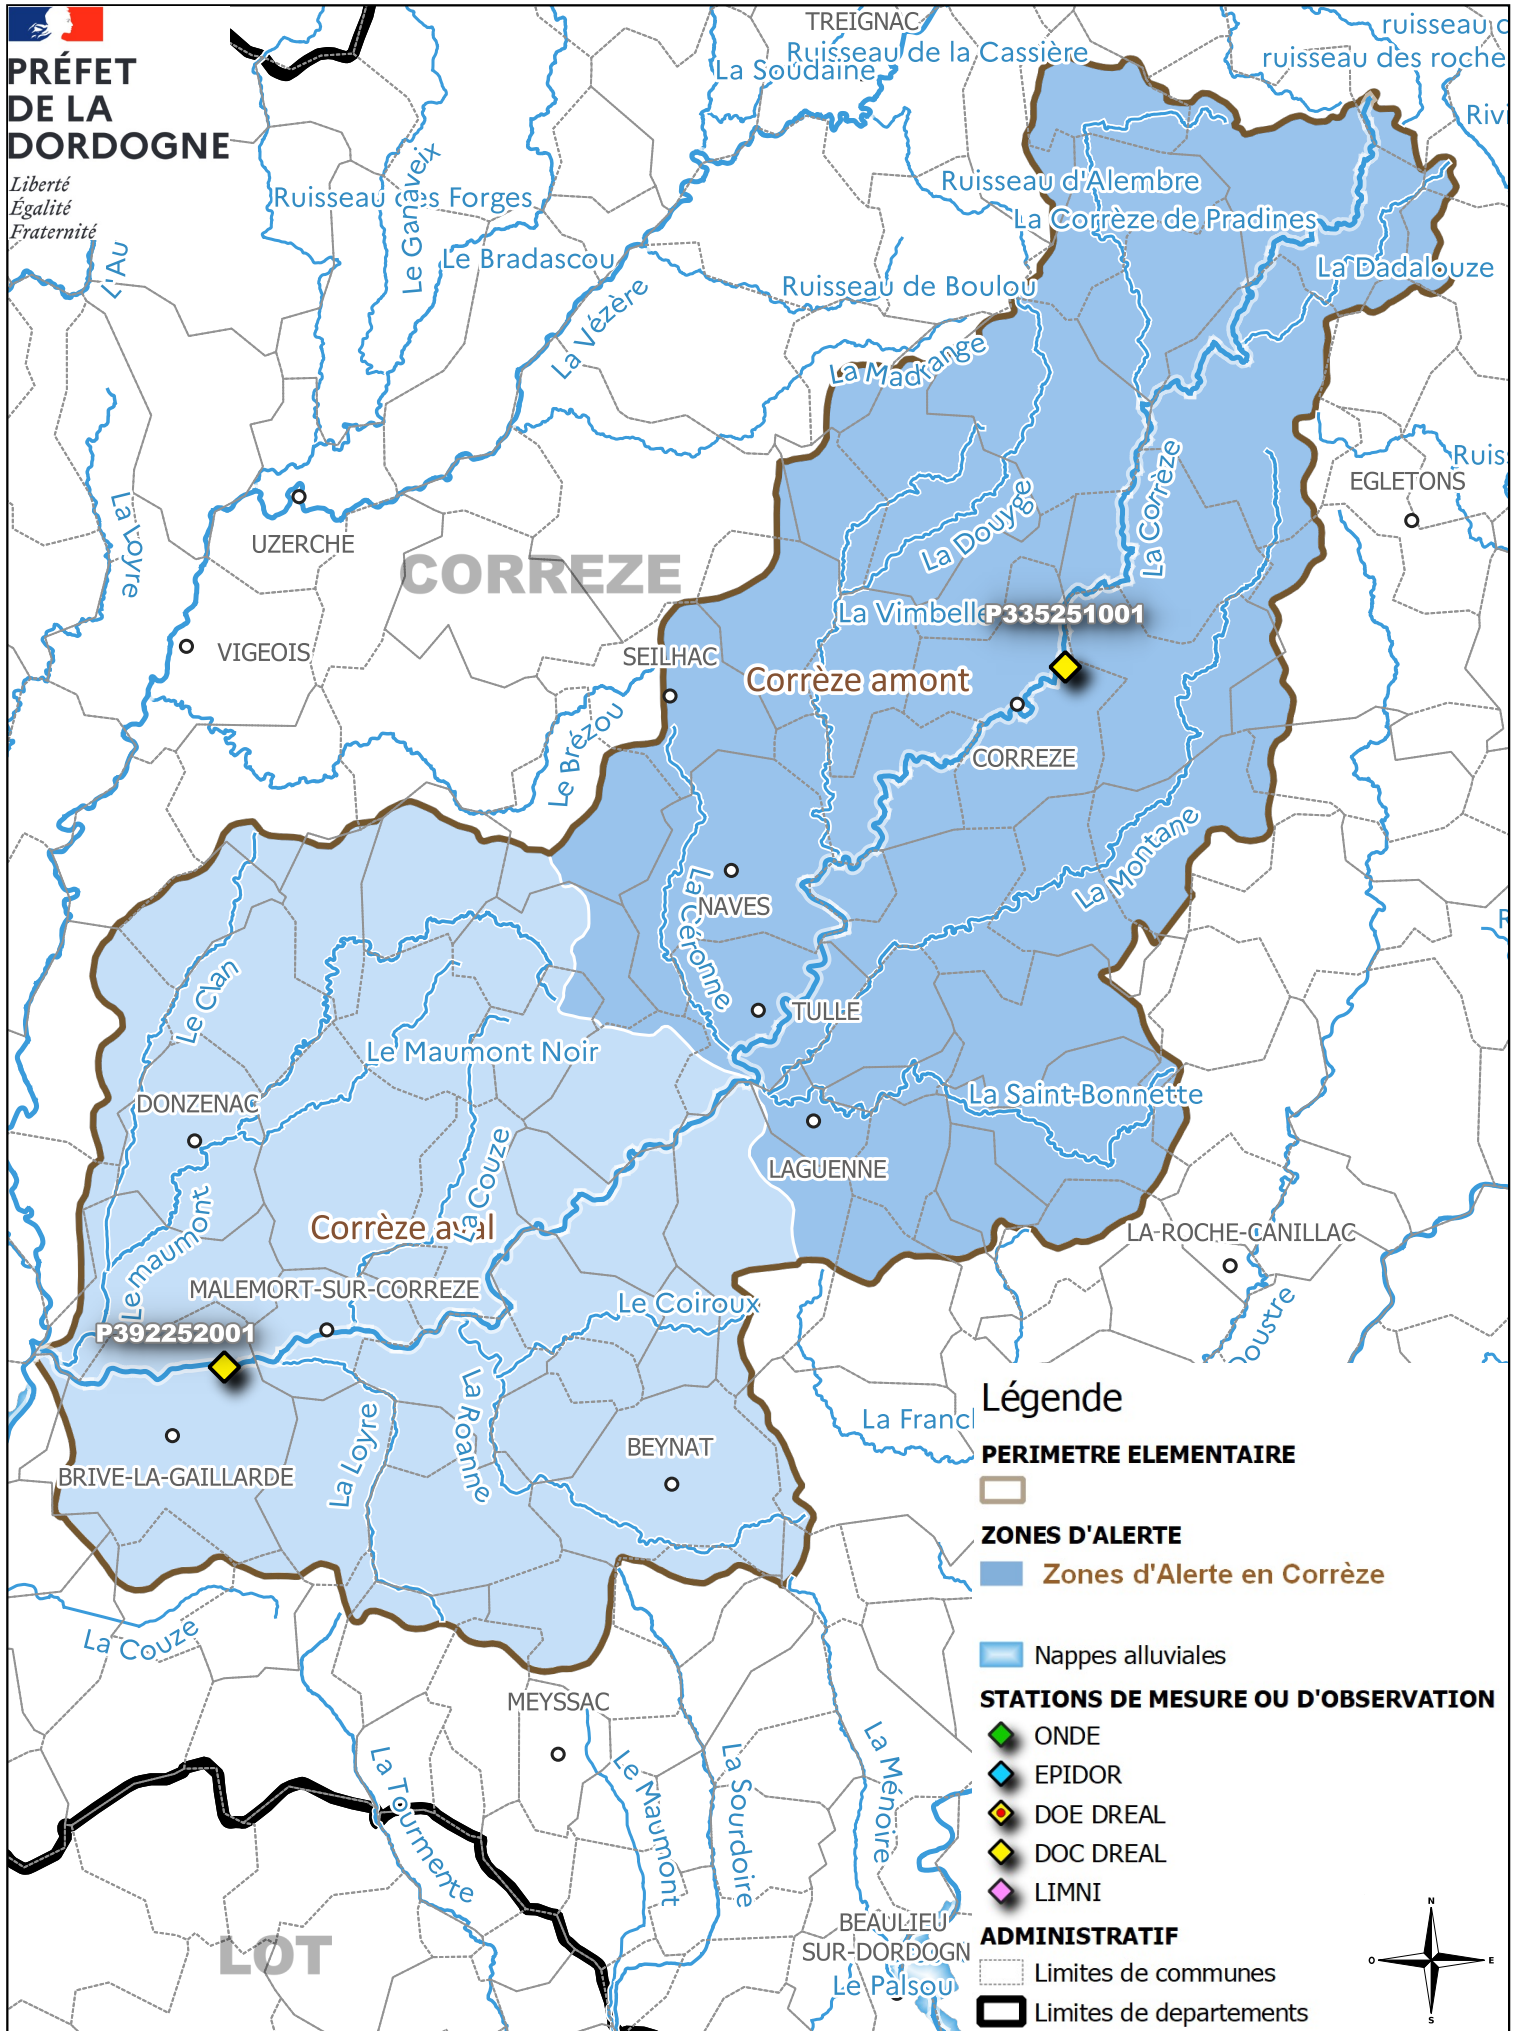 PRÉFET
DE LA
DORDOGNE
Liberté
Égalité
Fraternité
TREIGNAC
Ruisseau de la Cassière
La Soudaine
ruisseau des roche
Ruisseau d'Alembre
La Corrèze de Pradines
Ruisseau des Forges
Le Ganaveix
Le Bradascou
La Dadalouze
L'Au
Ruisseau de Boulou
La Vézère
La Madrange
EGLETONS
Ruis
La Loyre
UZERCHE
CORREZE
La Douyge
La Corrèze
La Vimbelle
P335251001
VIGEOIS
SEILHAC
Corrèze amont
Le Brézou
CORREZE
La Montane
NAVES
La Céronne
Le Clan
TULLE
Le Maumont Noir
DONZENAC
La Saint-Bonnette
La Couze
LAGUENNE
Le maumont
Corrèze aval
LA-ROCHE-CANILLAC
MALEMORT-SUR-CORREZE
Le Coiroux
P392252001
Doustre
La Roanne
La Loyre
La Franc
BEYNAT
BRIVE-LA-GAILLARDE
La Couze
MEYSSAC
La Tourmente
Le Maumont
La Sourdoire
La Ménoire
LOT
BEAULIEU
SUR-DORDOGN
Le Palsou
Légende
PERIMETRE ELEMENTAIRE
ZONES D'ALERTE
Zones d'Alerte en Corrèze
Nappes alluviales
STATIONS DE MESURE OU D'OBSERVATION
ONDE
EPIDOR
DOE DREAL
DOC DREAL
LIMNI
ADMINISTRATIF
Limites de communes
Limites de departements
N
O
E
S